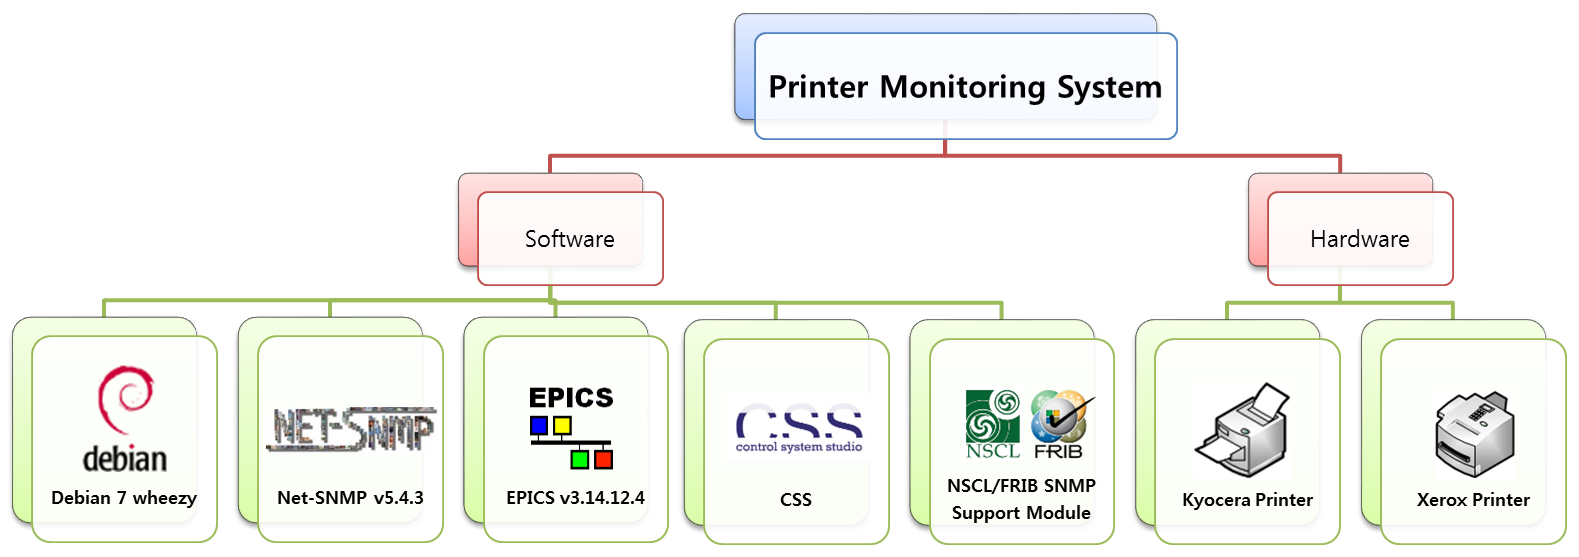 Printer Monitoring System
Software
Hardware
debian
Debian 7 wheezy
NET-SNMP
Net-SNMP v5.4.3
EPICS
EPICS v3.14.12.4
CSS
control system studio
CSS
NSCL
FRIB
NSCL/FRIB SNMP
Support Module
Kyocera Printer
Xerox Printer